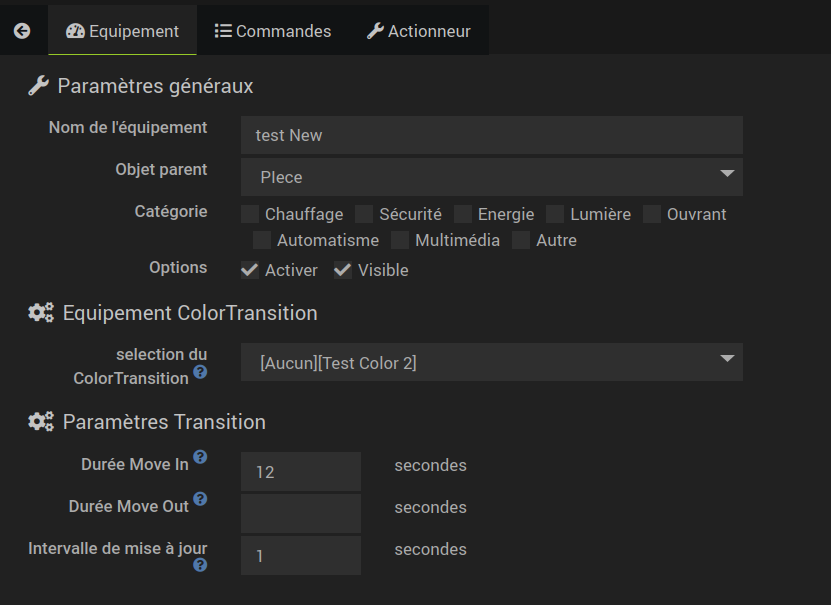 Equipement Commandes Actionneur
Paramètres généraux
Nom de l'équipement test New
Objet parent PIece
Catégorie Chauffage Sécurité Energie Lumière Ouvrant
Automatisme Multimédia Autre
Options Activer Visible
Equipement ColorTransition
selection du
ColorTransition ? [Aucun][Test Color 2]
Paramètres Transition
Durée Move In ? 12 secondes
Durée Move Out ? secondes
Intervalle de mise à jour 1 secondes
?